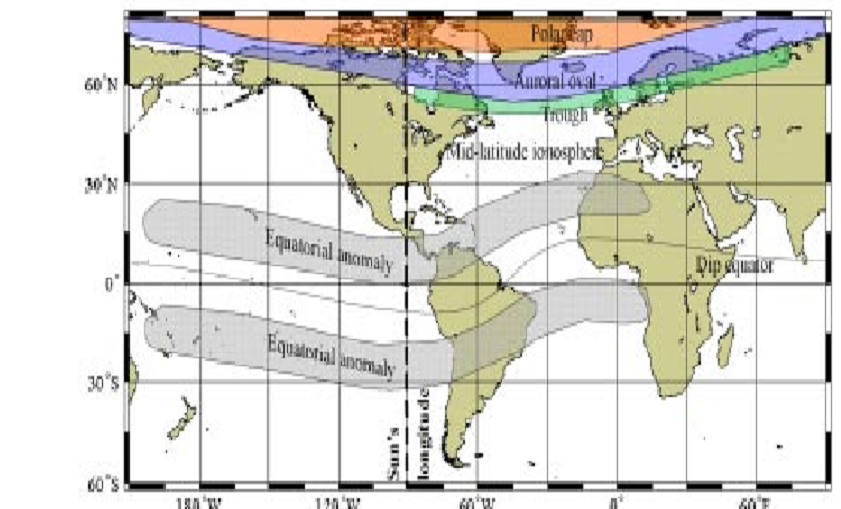 Polar cap
60°N
Auroral oval
Trough
Mid-latitude ionosphere
30°N
Equatorial anomaly
Dip equator
0°
Equatorial anomaly
30°S
Sun's
longitude
60°S
180°W
120°W
60°W
0°
60°E